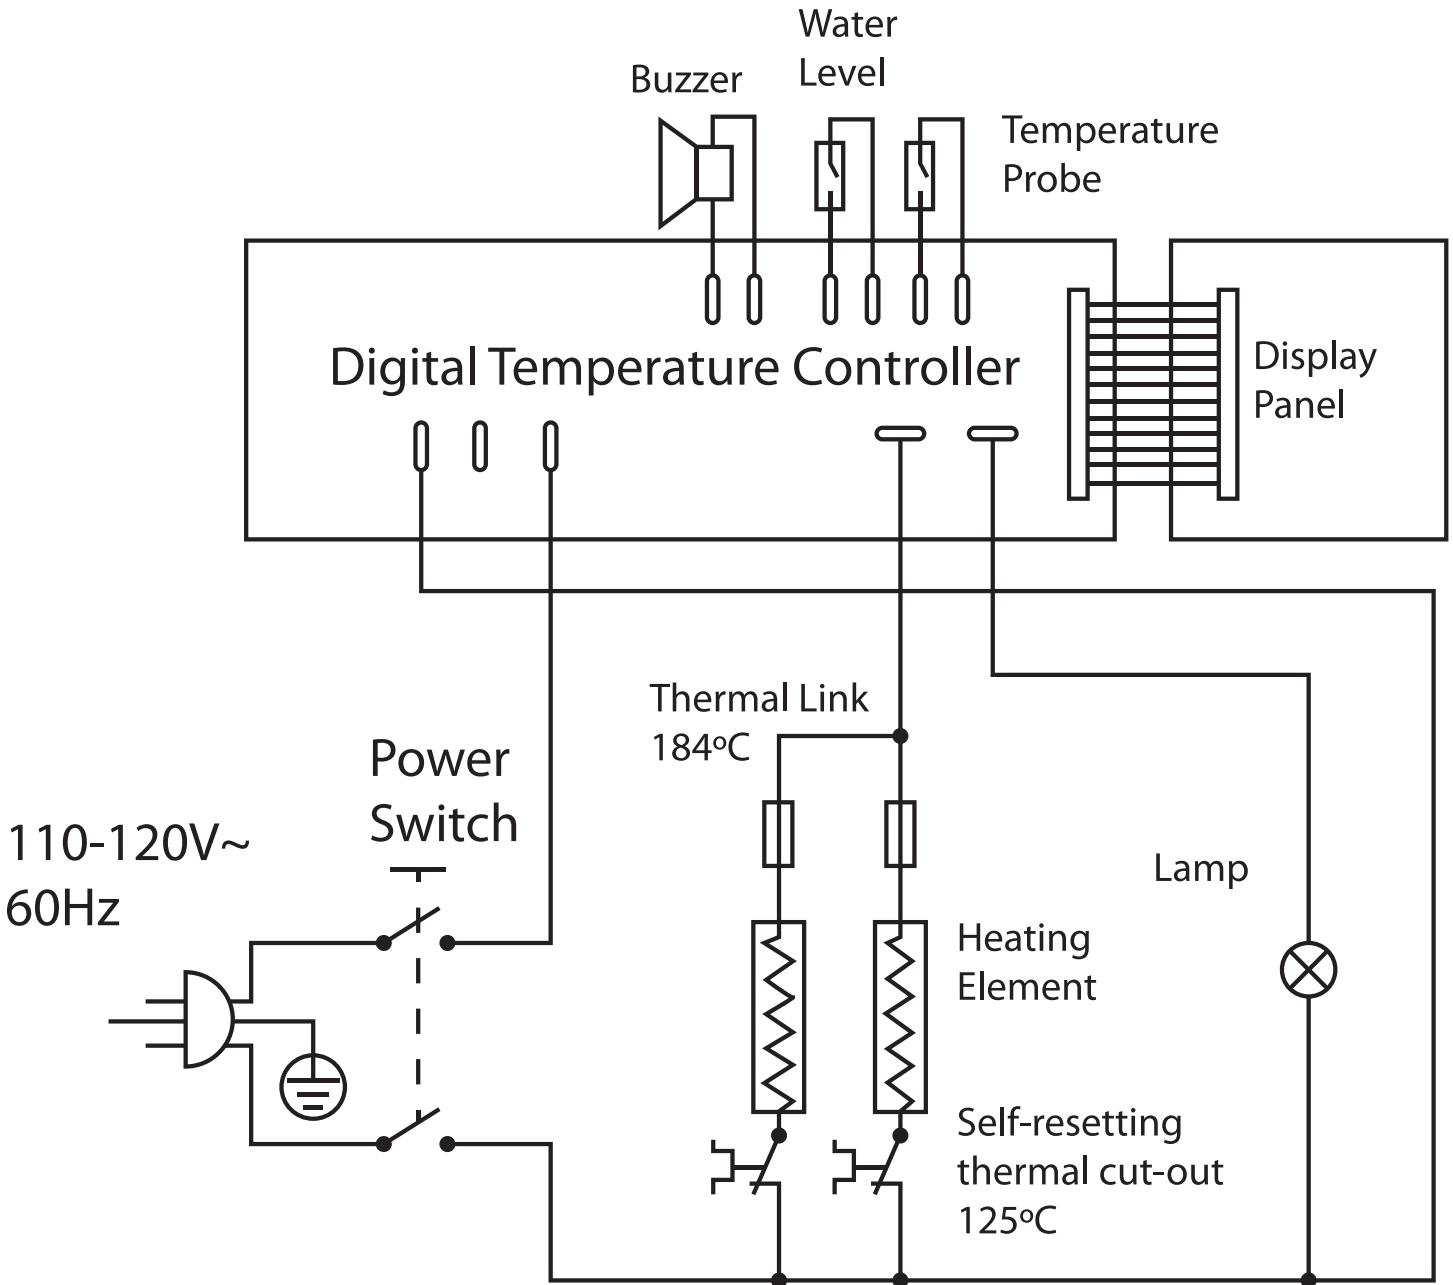 Water
Level
Buzzer
Temperature
Probe
Digital Temperature Controller
Display
Panel
Thermal Link
184ºC
Power
Switch
110-120V~
60Hz
Lamp
Heating
Element
Self-resetting
thermal cut-out
125ºC